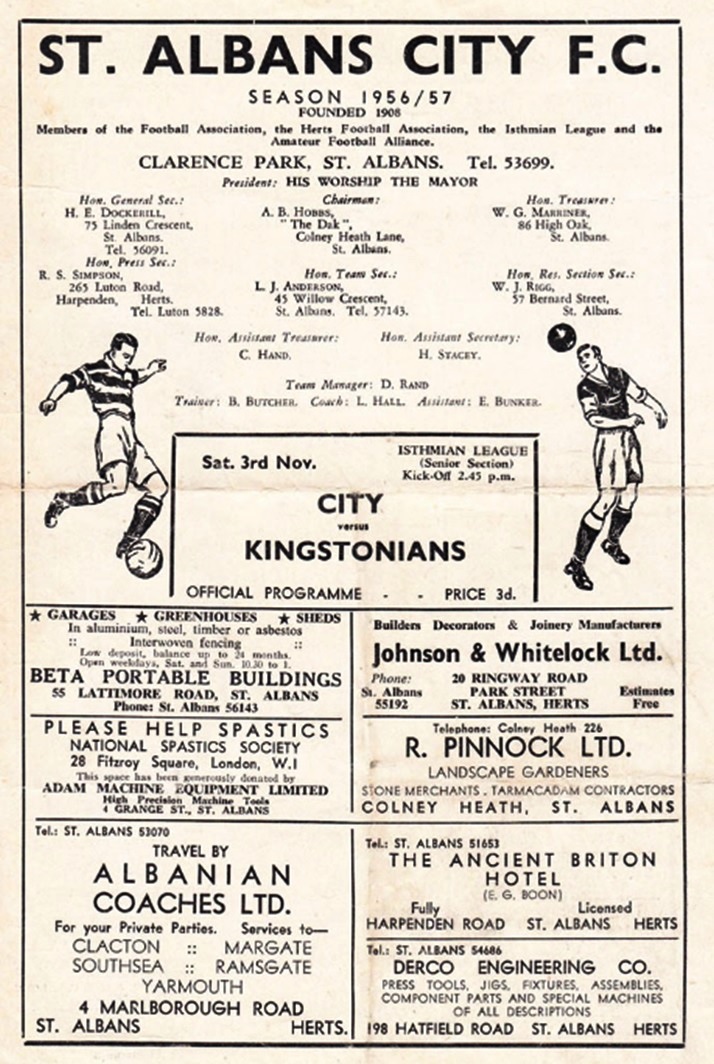 ST. ALBANS CITY F.C.
SEASON 1956/57
FOUNDED 1908
Members of the Football Association, the Herts Football Association, the Isthmian League and the
Amateur Football Alliance.
CLARENCE PARK, ST. ALBANS. Tel. 53699.
President: HIS WORSHIP THE MAYOR
Hon. General Sec.:
H. E. DOCKERILL,
75 Linden Crescent,
St. Albans.
Tel. 56091.
Chairman:
A. B. HOBBS,
"The Dak",
Colney Heath Lane,
St. Albans.
Hon. Treasurer:
W. G. MARRINER,
86 High Oak,
St. Albans.
Hon. Press Sec.:
R. S. SIMPSON,
265 Luton Road,
Harpenden, Herts.
Tel. Luton 5828.
Hon. Team Sec.:
L. J. ANDERSON,
45 Willow Crescent,
St. Albans. Tel. 57143.
Hon. Res. Section Sec.:
W. J. RIGG,
57 Bernard Street,
St. Albans.
Hon. Assistant Treasurer:
C. HAND.
Hon. Assistant Secretary:
H. STACEY.
Team Manager: D. RAND
Trainer: B. BUTCHER. Coach: L. HALL. Assistant: E. BUNKER.
Sat. 3rd Nov.
ISTHMIAN LEAGUE
(Senior Section)
Kick-Off 2.45 p.m.
CITY
versus
KINGSTONIANS
OFFICIAL PROGRAMME - - PRICE 3d.
★ GARAGES ★ GREENHOUSES ★ SHEDS
In aluminium, steel, timber or asbestos
:: Interwoven fencing ::
Low deposit, balance up to 24 months.
Open weekdays, Sat. and Sun. 10.30 to 1.
BETA PORTABLE BUILDINGS
55 LATTIMORE ROAD, ST. ALBANS
Phone: St. Albans 56143
Builders Decorators & Joinery Manufacturers
Johnson & Whitelock Ltd.
Phone: 20 RINGWAY ROAD
St. Albans PARK STREET Estimates
55192 ST. ALBANS, HERTS Free
PLEASE HELP SPASTICS
NATIONAL SPASTICS SOCIETY
28 Fitzroy Square, London, W.1
This space has been generously donated by
ADAM MACHINE EQUIPMENT LIMITED
High Precision Machine Tools
4 GRANGE ST., ST. ALBANS
Telephone: Colney Heath 226
R. PINNOCK LTD.
LANDSCAPE GARDENERS
STONE MERCHANTS . TARMACADAM CONTRACTORS
COLNEY HEATH, ST. ALBANS
Tel.: ST. ALBANS 53070
TRAVEL BY
ALBANIAN
COACHES LTD.
For your Private Parties. Services to—
CLACTON :: MARGATE
SOUTHSEA :: RAMSGATE
YARMOUTH
4 MARLBOROUGH ROAD
ST. ALBANS HERTS.
Tel.: ST. ALBANS 51653
THE ANCIENT BRITON
HOTEL
(E. G. BOON)
Fully Licensed
HARPENDEN ROAD ST. ALBANS HERTS
Tel.: ST. ALBANS 54686
DERCO ENGINEERING CO.
PRESS TOOLS, JIGS, FIXTURES, ASSEMBLIES,
COMPONENT PARTS AND SPECIAL MACHINES
OF ALL DESCRIPTIONS
198 HATFIELD ROAD ST. ALBANS HERTS